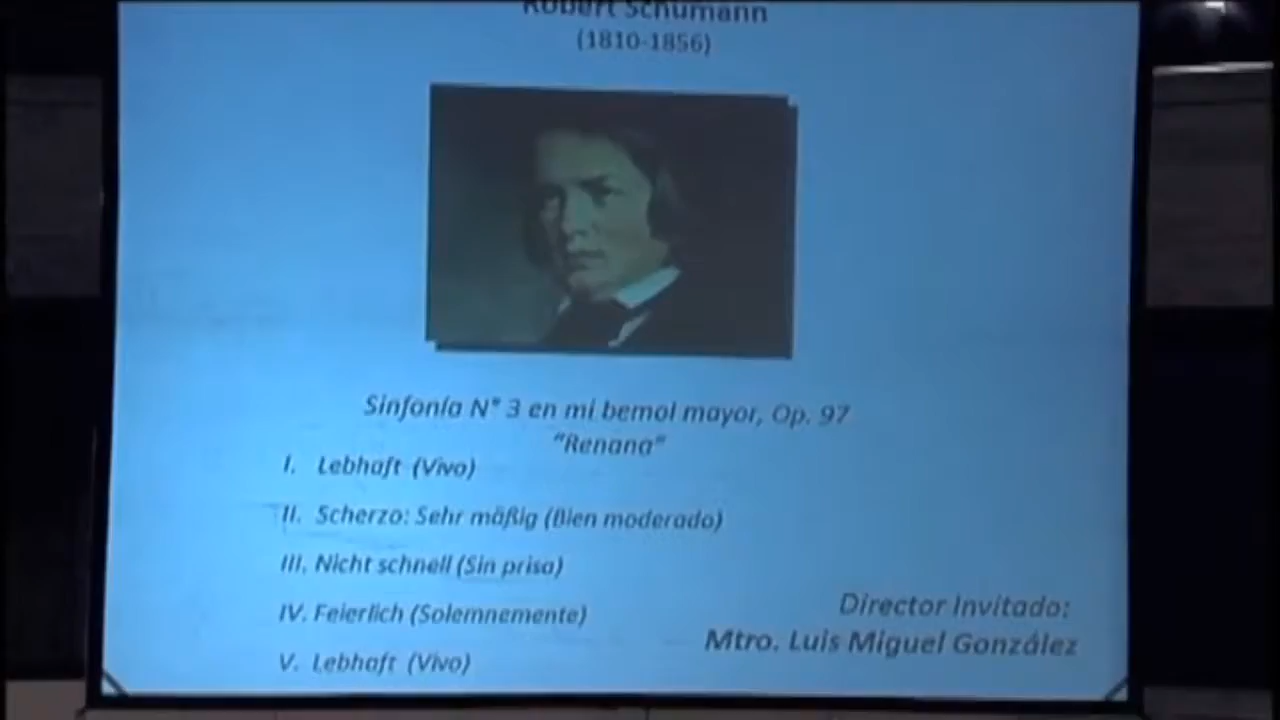 Robert Schumann
(1810-1856)
Sinfonía N° 3 en mi bemol mayor, Op. 97
"Renana"
I. Lebhaft (Vivo)
II. Scherzo: Sehr mäßig (Bien moderado)
III. Nicht schnell (Sin prisa)
IV. Feierlich (Solemnemente)
V. Lebhaft (Vivo)
Director Invitado:
Mtro. Luis Miguel González